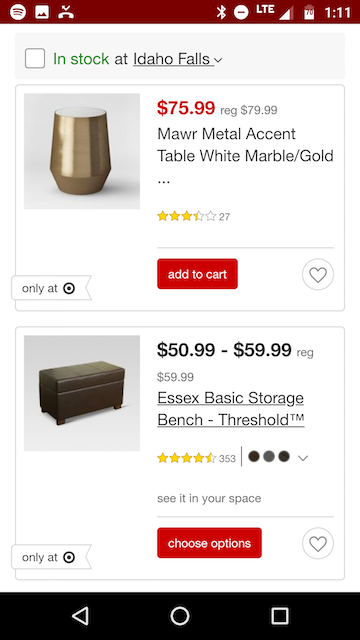 LTE 70 1:11
In stock at Idaho Falls
$75.99 reg $79.99
Mawr Metal Accent
Table White Marble/Gold
...
27
add to cart
only at
$50.99 - $59.99 reg
$59.99
Essex Basic Storage
Bench - Threshold™
353
see it in your space
choose options
only at